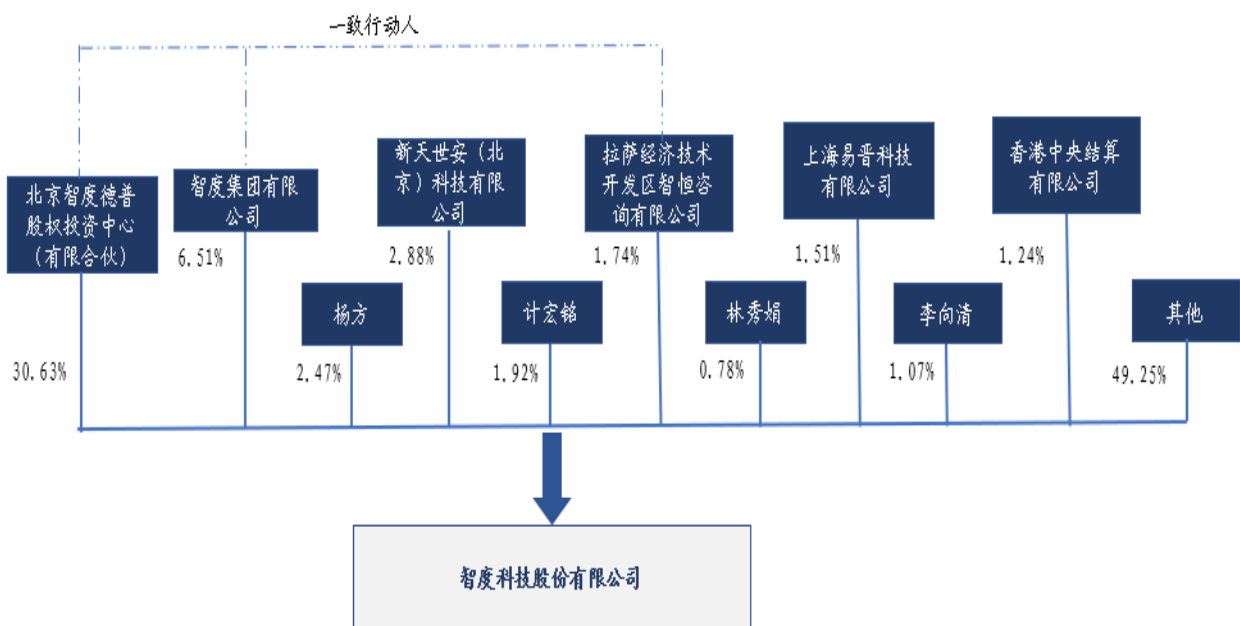 一致行动人
北京智度德普
股权投资中心
（有限合伙）
30.63%
智度集团有限
公司
6.51%
杨方
2.47%
新天世安（北
京）科技有限
公司
2.88%
计宏铭
1.92%
拉萨经济技术
开发区智恒咨
询有限公司
1.74%
林秀娟
0.78%
上海易晋科技
有限公司
1.51%
李向清
1.07%
香港中央结算
有限公司
1.24%
其他
49.25%
智度科技股份有限公司